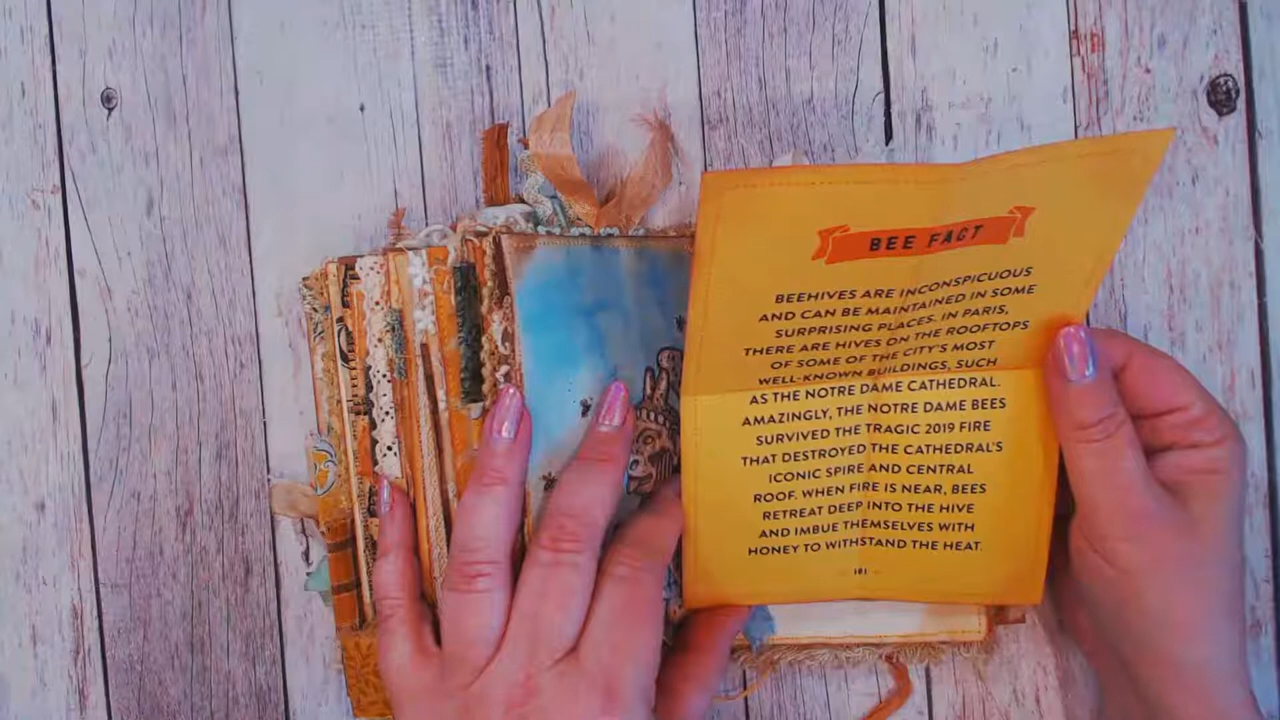 BEE FACT
BEEHIVES ARE INCONSPICUOUS
AND CAN BE MAINTAINED IN SOME
SURPRISING PLACES. IN PARIS,
THERE ARE HIVES ON THE ROOFTOPS
OF SOME OF THE CITY'S MOST
WELL-KNOWN BUILDINGS, SUCH
AS THE NOTRE DAME CATHEDRAL.
AMAZINGLY, THE NOTRE DAME BEES
SURVIVED THE TRAGIC 2019 FIRE
THAT DESTROYED THE CATHEDRAL'S
ICONIC SPIRE AND CENTRAL
ROOF. WHEN FIRE IS NEAR, BEES
RETREAT DEEP INTO THE HIVE
AND IMBUE THEMSELVES WITH
HONEY TO WITHSTAND THE HEAT.
101